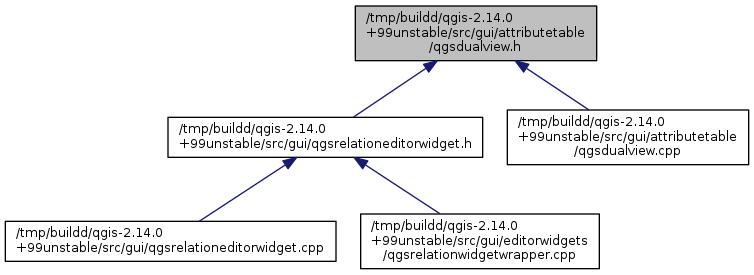 /tmp/buildd/qgis-2.14.0
+99unstable/src/gui/attributetable
/qgsdualview.h
/tmp/buildd/qgis-2.14.0
+99unstable/src/gui/qgsrelationeditorwidget.h
/tmp/buildd/qgis-2.14.0
+99unstable/src/gui/attributetable
/qgsdualview.cpp
/tmp/buildd/qgis-2.14.0
+99unstable/src/gui/qgsrelationeditorwidget.cpp
/tmp/buildd/qgis-2.14.0
+99unstable/src/gui/editorwidgets
/qgsrelationwidgetwrapper.cpp